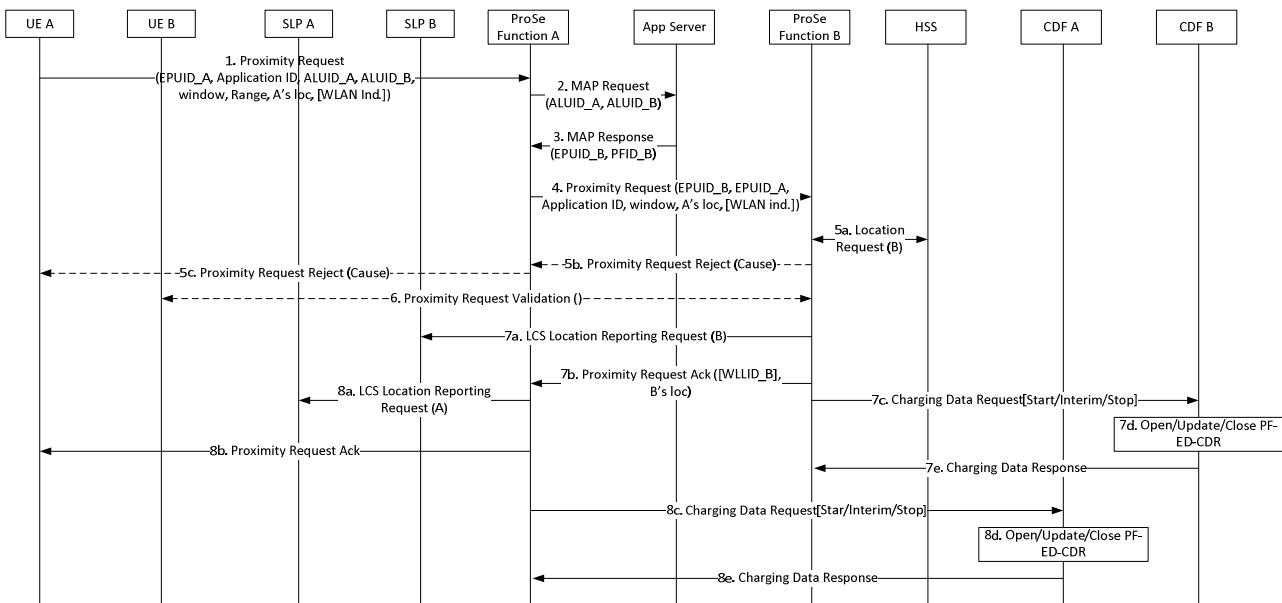 UE A
UE B
SLP A
SLP B
ProSe
Function A
App Server
ProSe
Function B
HSS
CDF A
CDF B
1. Proximity Request
(EPUID_A, Application ID, ALUID_A, ALUID_B,
window, Range, A's loc, [WLAN Ind.])
2. MAP Request
(ALUID_A, ALUID_B)
3. MAP Response
(EPUID_B, PFID_B)
4. Proximity Request (EPUID_B, EPUID_A,
Application ID, window, A's loc, [WLAN ind.])
5a. Location
Request (B)
5b. Proximity Request Reject (Cause)
5c. Proximity Request Reject (Cause)
6. Proximity Request Validation ()
7a. LCS Location Reporting Request (B)
7b. Proximity Request Ack ([WLLID_B],
B's loc)
8a. LCS Location Reporting
Request (A)
7c. Charging Data Request[Start/Interim/Stop]
7d. Open/Update/Close PF-
ED-CDR
8b. Proximity Request Ack
7e. Charging Data Response
8c. Charging Data Request[Star/Interim/Stop]
8d. Open/Update/Close PF-
ED-CDR
8e. Charging Data Response